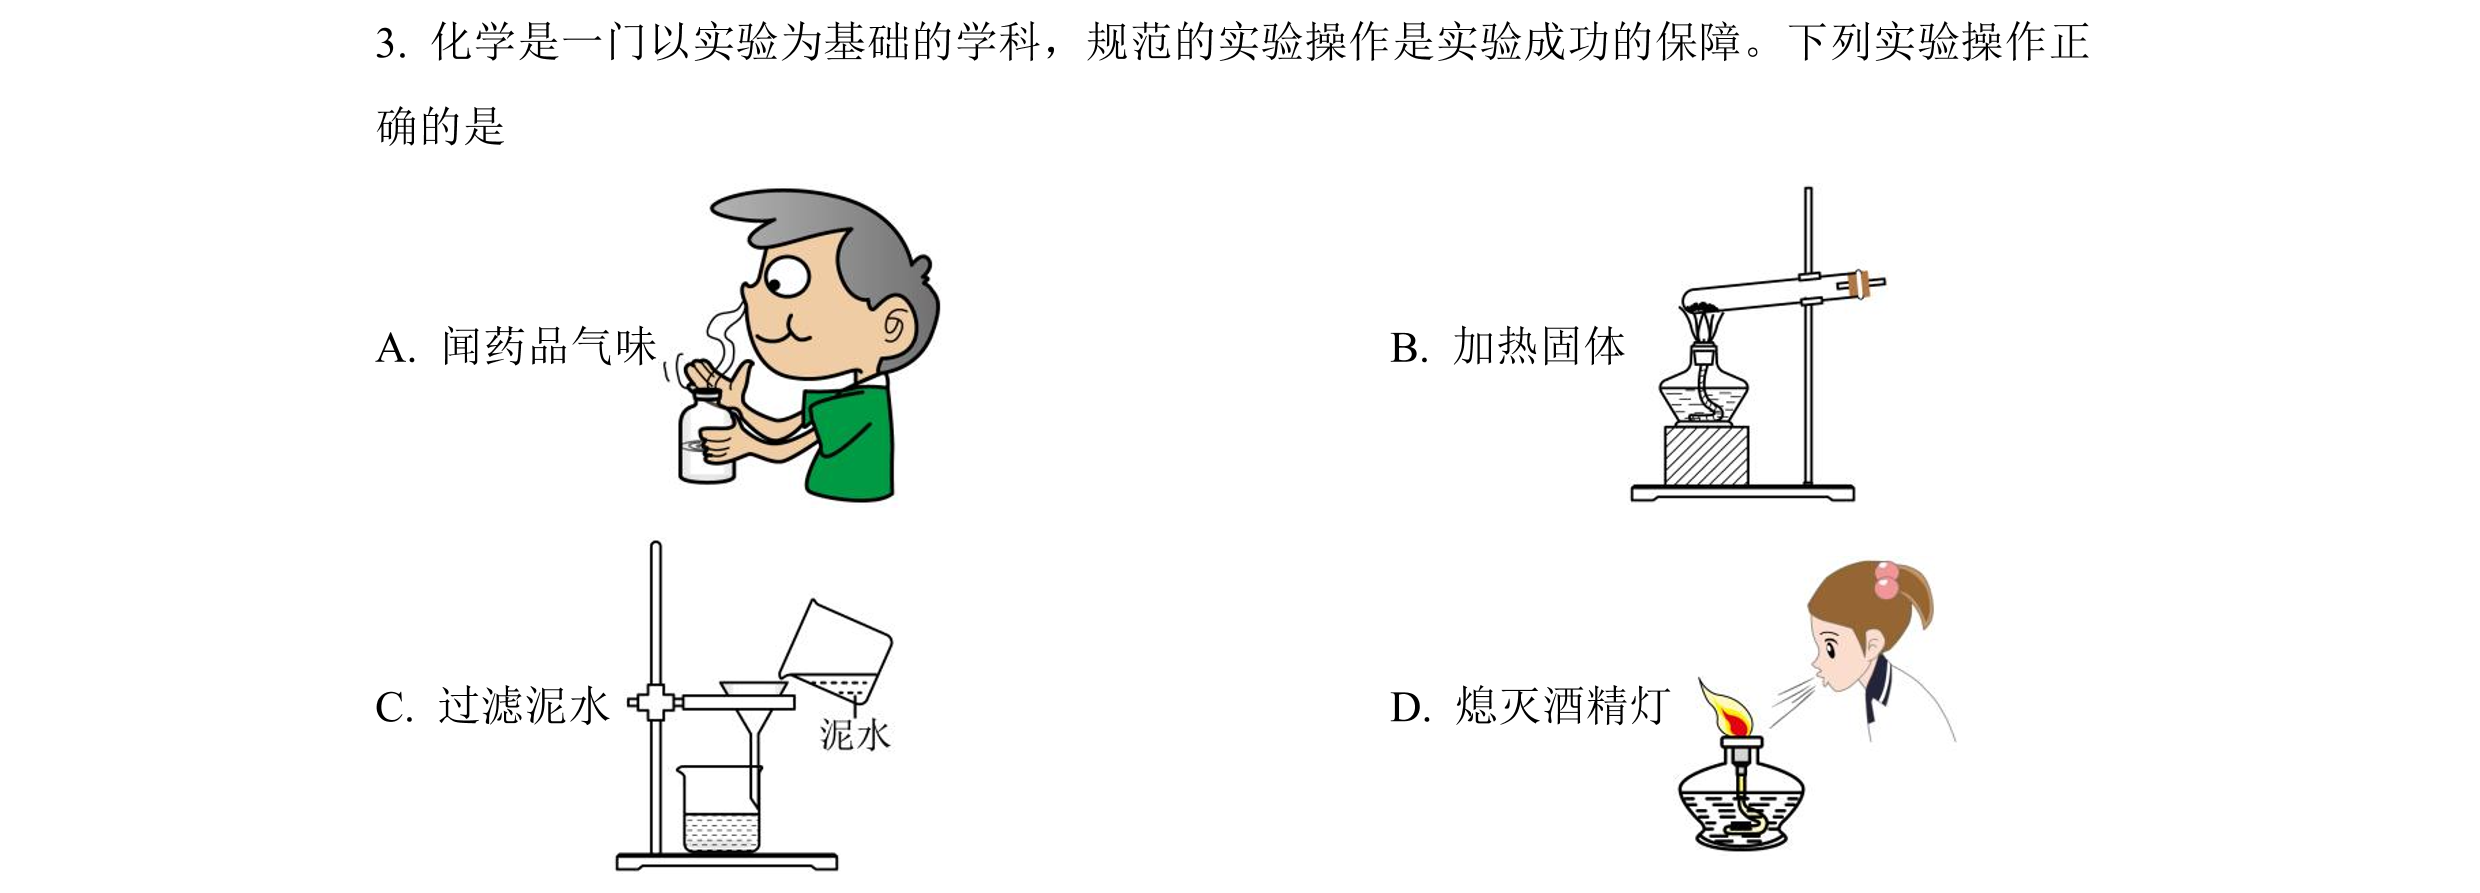 3. 化学是一门以实验为基础的学科，规范的实验操作是实验成功的保障。下列实验操作正
确的是
A. 闻药品气味
B. 加热固体
C. 过滤泥水
泥水
D. 熄灭酒精灯